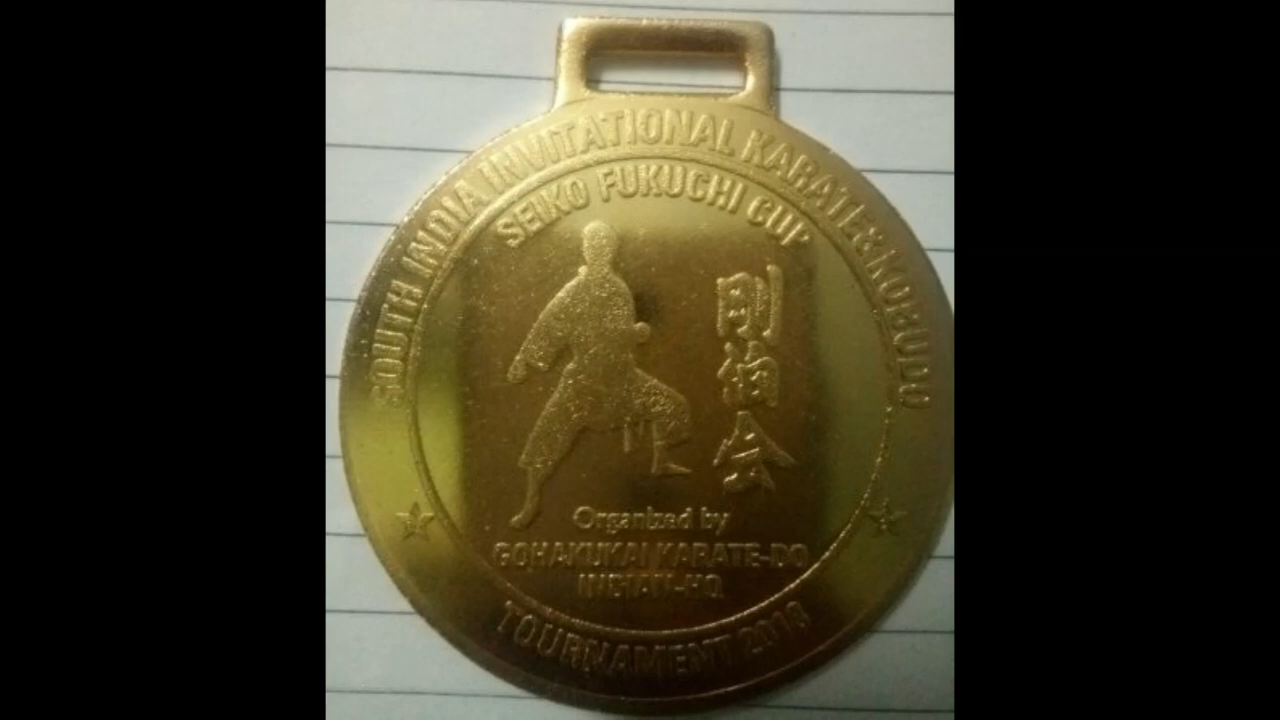 SOUTH INDIA INVITATIONAL KARATE & KOBUDO
SEIKO FUKUCHI CUP
剛
柏
会
Organized by
GOHAKUKAI KARATE-DO
INDIAN-HQ
TOURNAMENT 2018